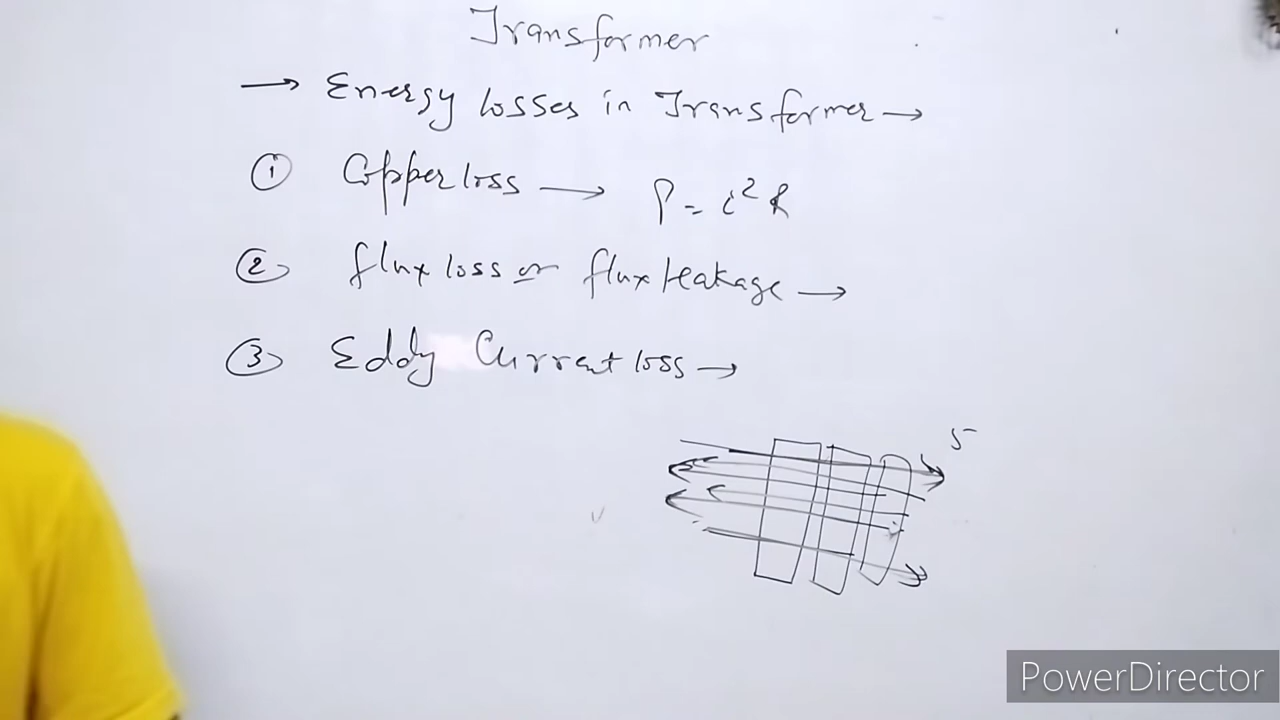 Transformer
→ Energy losses in Transformer →
① Copper loss → P = i²R
② flux loss or flux leakage →
③ Eddy Current loss →
PowerDirector